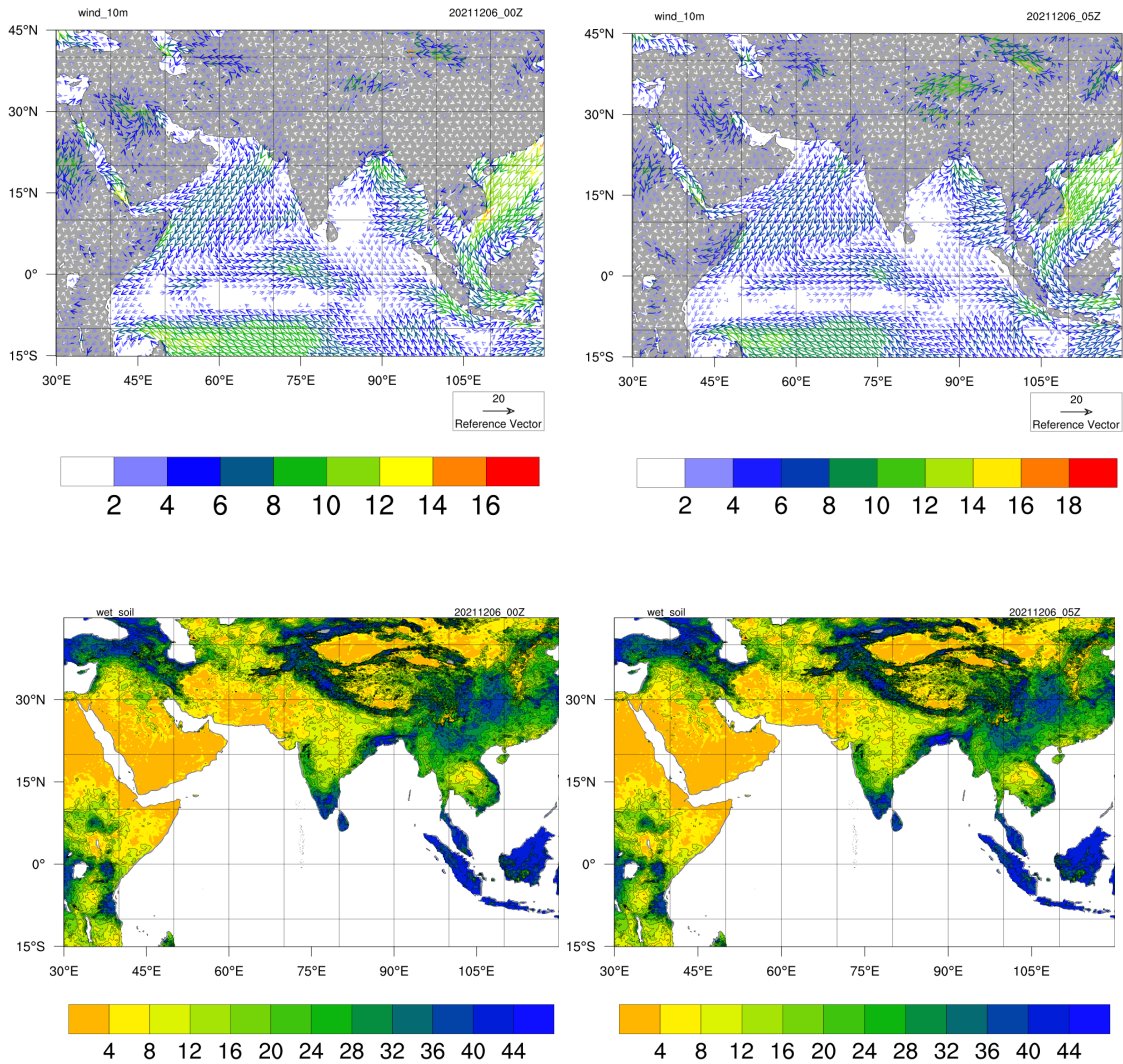 wind_10m 20211206_00Z
45°N
30°N
15°N
0°
15°S
30°E 45°E 60°E 75°E 90°E 105°E
20
Reference Vector
2 4 6 8 10 12 14 16
wind_10m 20211206_05Z
45°N
30°N
15°N
0°
15°S
30°E 45°E 60°E 75°E 90°E 105°E
20
Reference Vector
2 4 6 8 10 12 14 16 18
wet_soil 20211206_00Z
30°N
15°N
0°
15°S
30°E 45°E 60°E 75°E 90°E 105°E
4 8 12 16 20 24 28 32 36 40 44
wet_soil 20211206_05Z
30°N
15°N
0°
15°S
30°E 45°E 60°E 75°E 90°E 105°E
4 8 12 16 20 24 28 32 36 40 44